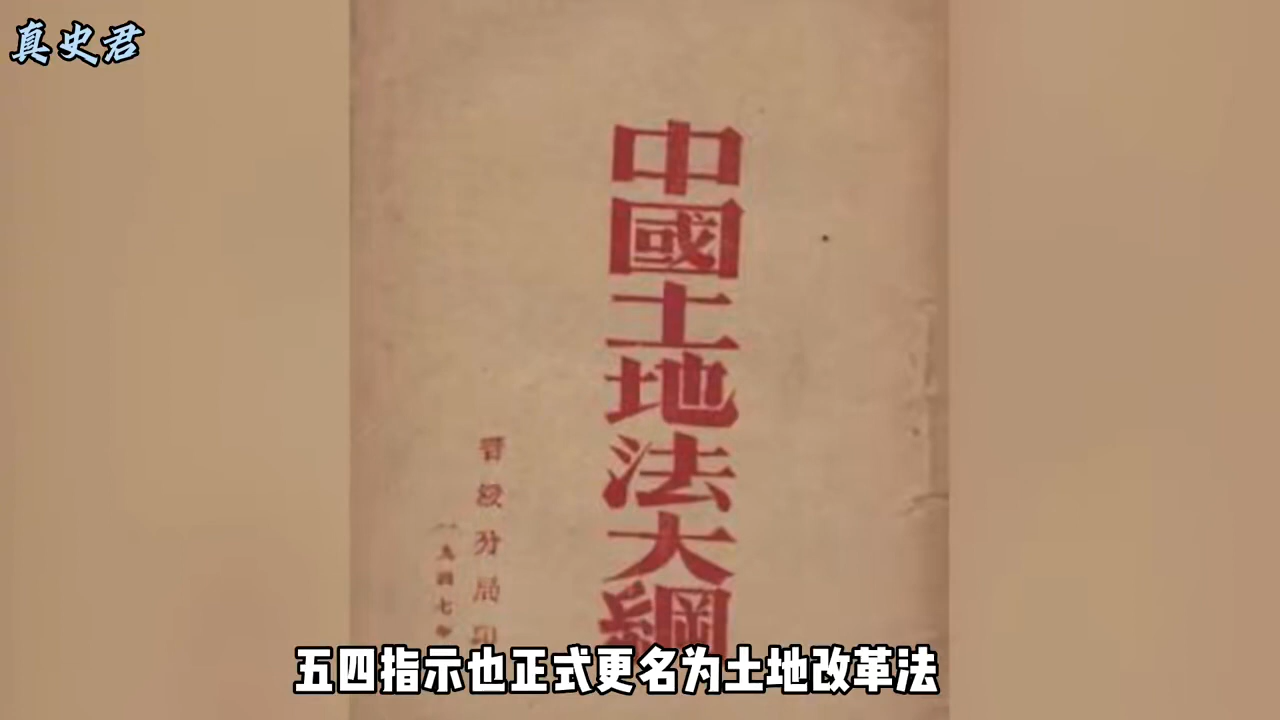 真史君
中國土地法大綱
晋綏分局印
一九四七年
五四指示也正式更名为土地改革法